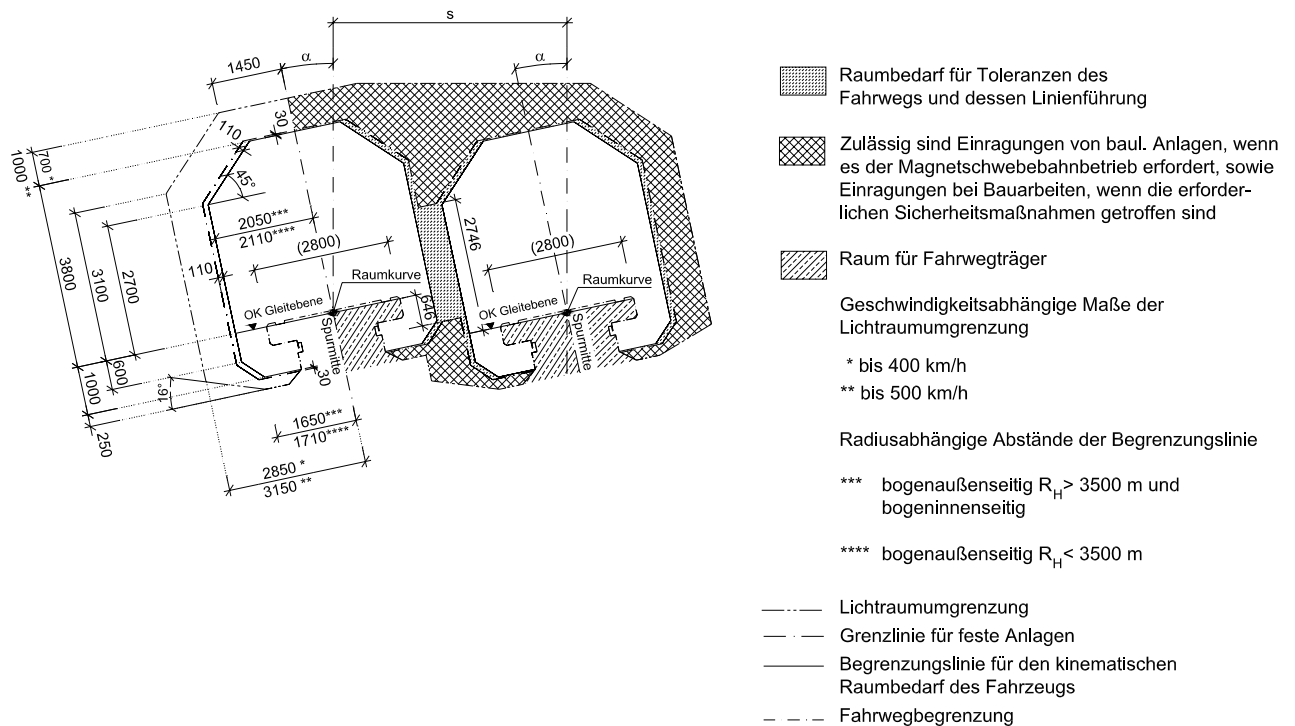 s
α
α
1450
30
110
700 *
1000 **
45°
2050***
2110****
(2800)
2746
(2800)
3800
3100
2700
110
Raumkurve
Raumkurve
OK Gleitebene
646
OK Gleitebene
Spurmitte
Spurmitte
600
1000
250
16°
30
1650***
1710****
2850 *
3150 **
Raumbedarf für Toleranzen des
Fahrwegs und dessen Linienführung
Zulässig sind Einragungen von baul. Anlagen, wenn
es der Magnetschwebebahnbetrieb erfordert, sowie
Einragungen bei Bauarbeiten, wenn die erforder-
lichen Sicherheitsmaßnahmen getroffen sind
Raum für Fahrwegträger
Geschwindigkeitsabhängige Maße der
Lichtraumumgrenzung
* bis 400 km/h
** bis 500 km/h
Radiusabhängige Abstände der Begrenzungslinie
*** bogenaußenseitig R_H> 3500 m und
bogeninnenseitig
**** bogenaußenseitig R_H< 3500 m
Lichtraumumgrenzung
Grenzlinie für feste Anlagen
Begrenzungslinie für den kinematischen
Raumbedarf des Fahrzeugs
Fahrwegbegrenzung